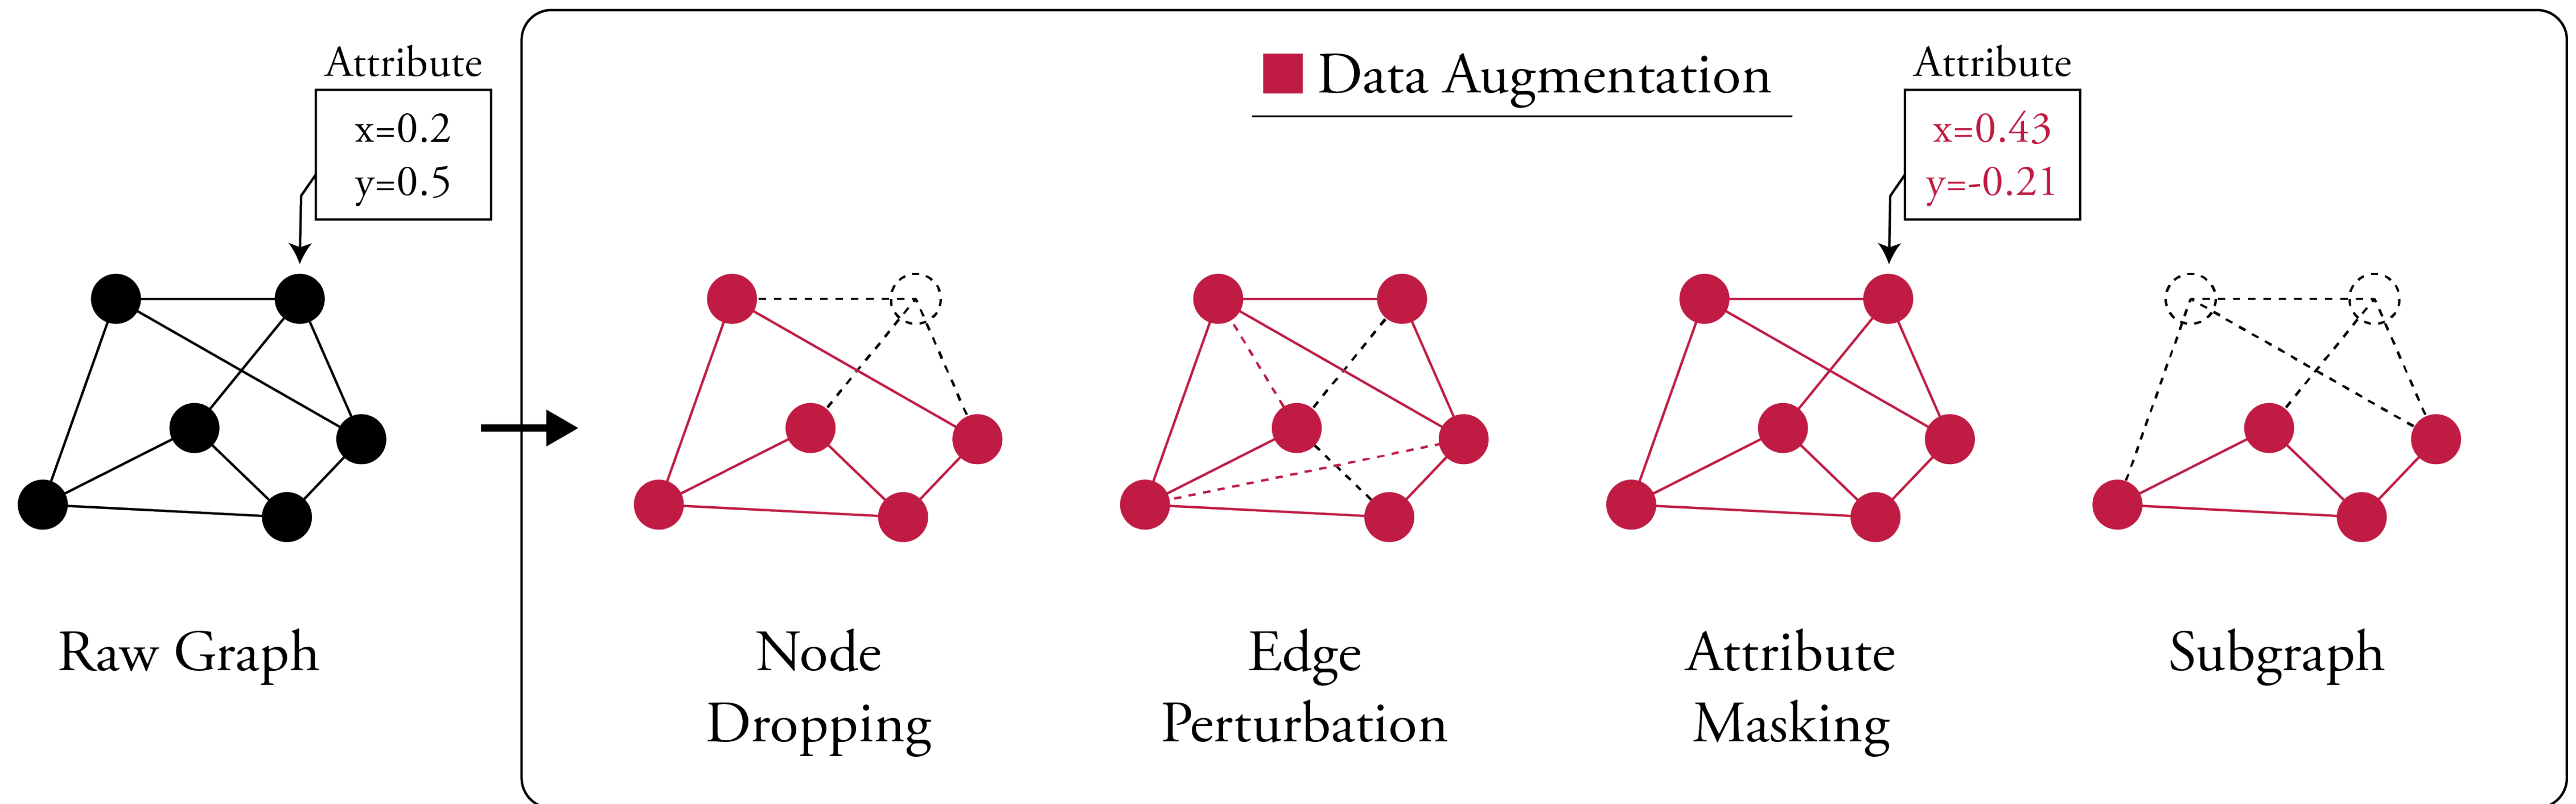 Attribute
x=0.2
y=0.5
Raw Graph
Data Augmentation
Attribute
x=0.43
y=-0.21
Node
Dropping
Edge
Perturbation
Attribute
Masking
Subgraph